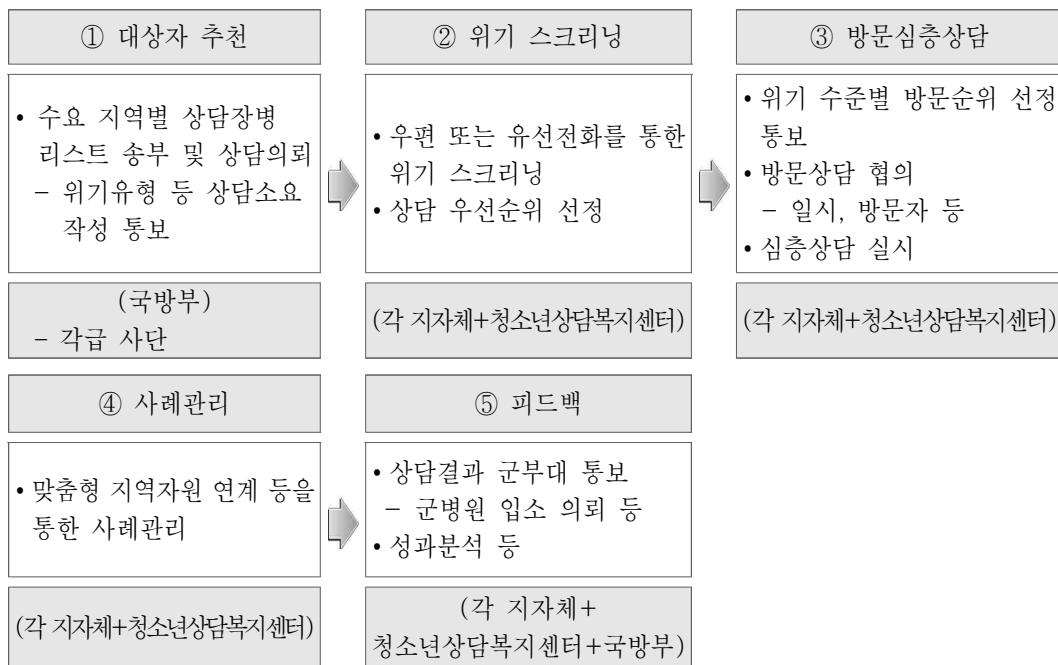 ① 대상자 추천
• 수요 지역별 상담장병
리스트 송부 및 상담의뢰
– 위기유형 등 상담소요
작성 통보
(국방부)
– 각급 사단
② 위기 스크리닝
• 우편 또는 유선전화를 통한
위기 스크리닝
• 상담 우선순위 선정
(각 지자체+청소년상담복지센터)
③ 방문심층상담
• 위기 수준별 방문순위 선정
통보
• 방문상담 협의
– 일시, 방문자 등
• 심층상담 실시
(각 지자체+청소년상담복지센터)
④ 사례관리
• 맞춤형 지역자원 연계 등을
통한 사례관리
(각 지자체+청소년상담복지센터)
⑤ 피드백
• 상담결과 군부대 통보
– 군병원 입소 의뢰 등
• 성과분석 등
(각 지자체+
청소년상담복지센터+국방부)